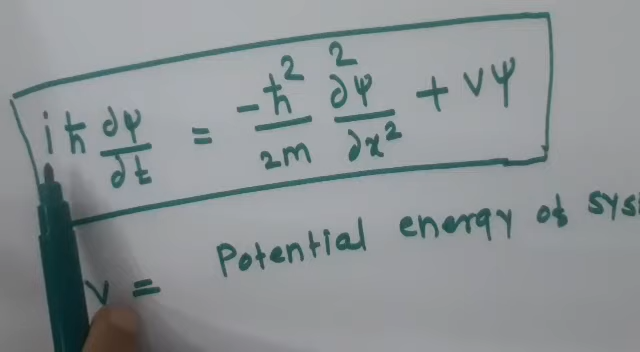 iℏ ∂ψ/∂t = -ℏ²/2m ∂²ψ/∂x² + Vψ
V = Potential energy of sys